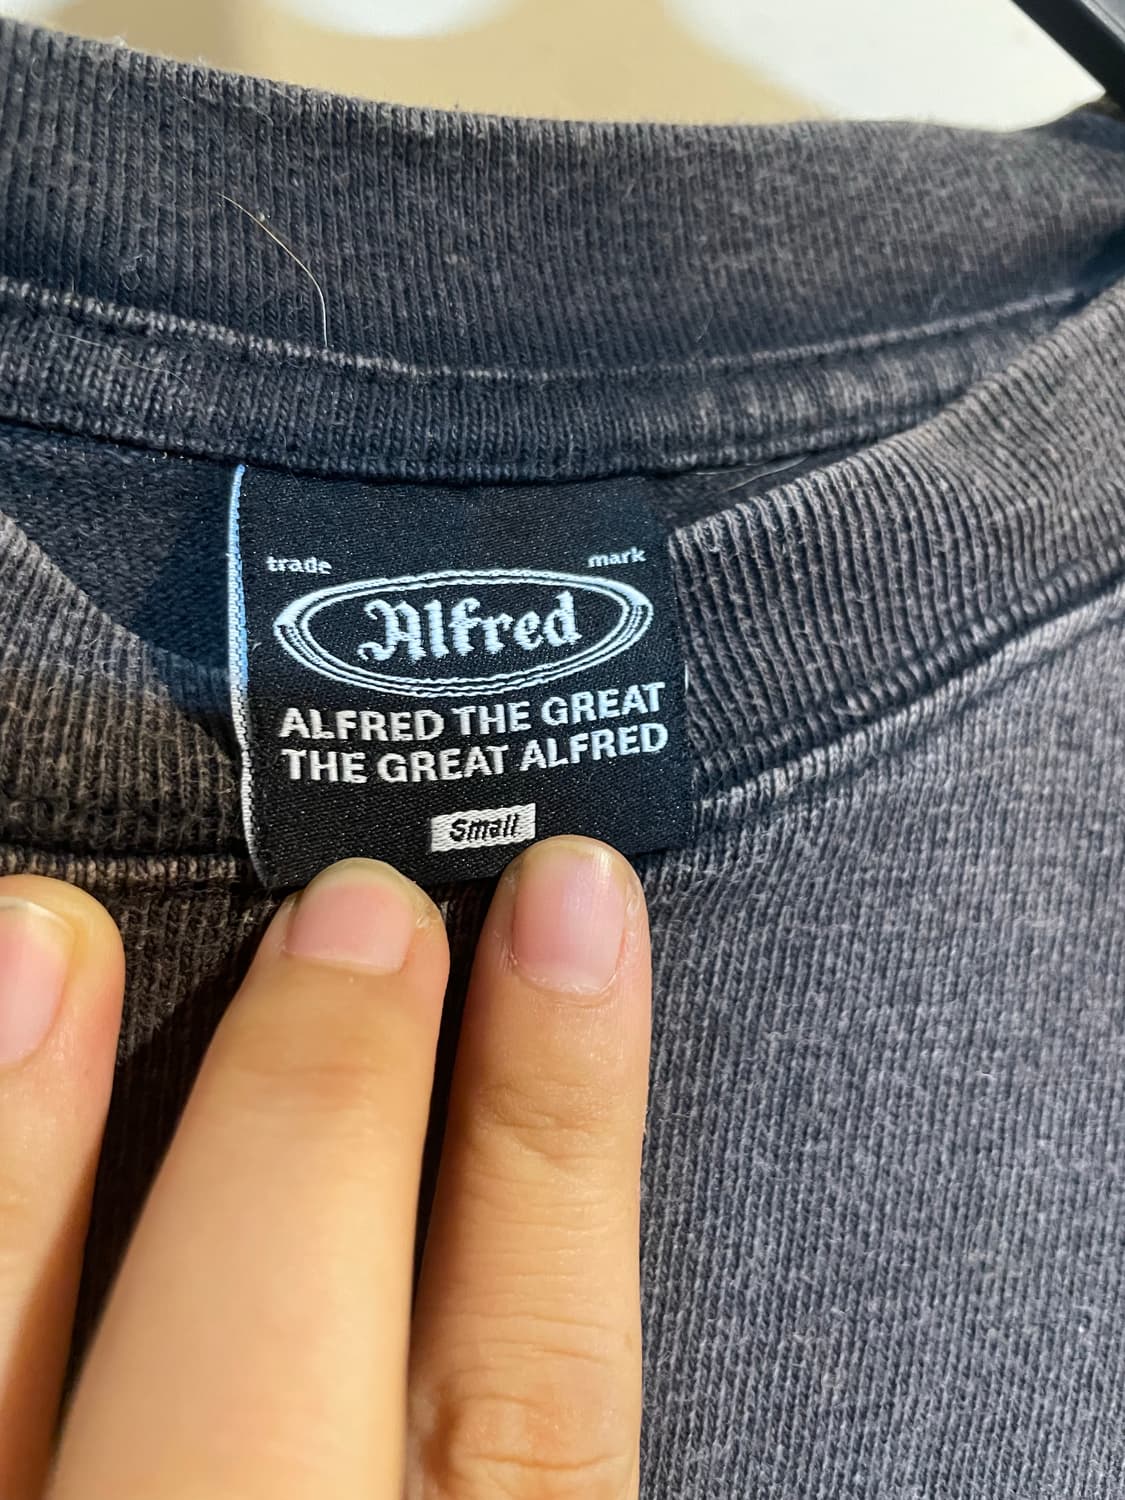 trade mark
Alfred
ALFRED THE GREAT
THE GREAT ALFRED
Small